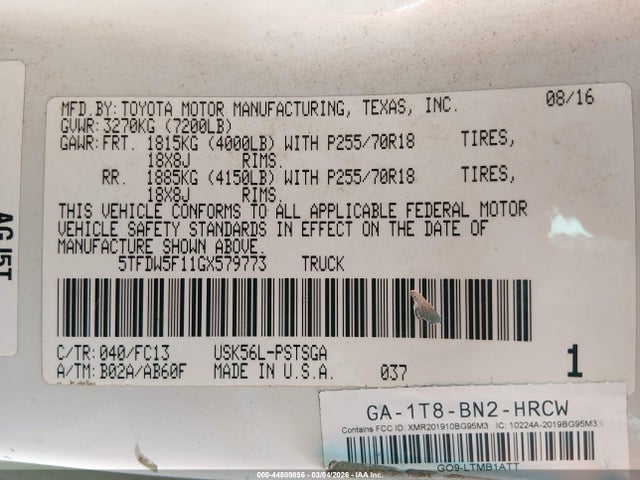 MFD BY: TOYOTA MOTOR MANUFACTURING, TEXAS, INC. 08/16
GVWR: 3270KG (7200LB)
GAWR: FRT. 1815KG (4000LB) WITH P255/70R18 TIRES,
18X8J RIMS.
RR. 1885KG (4150LB) WITH P255/70R18 TIRES,
18X8J RIMS.
THIS VEHICLE CONFORMS TO ALL APPLICABLE FEDERAL MOTOR
VEHICLE SAFETY STANDARDS IN EFFECT ON THE DATE OF
MANUFACTURE SHOWN ABOVE.
5TFDW5F11GX579773 TRUCK
C/TR: 040/FC13 USK56L-PSTSGA
A/TM: B02A/AB60F MADE IN U.S.A. 037 1
AGJ5T
GA-1T8-BN2-HRCW
Contains FCC ID: XMR201910BG95M3 IC: 10224A-2019BG95M3
GO9-LTMB1ATT
000-44509896 - 03/04/2026 - IAA Inc.